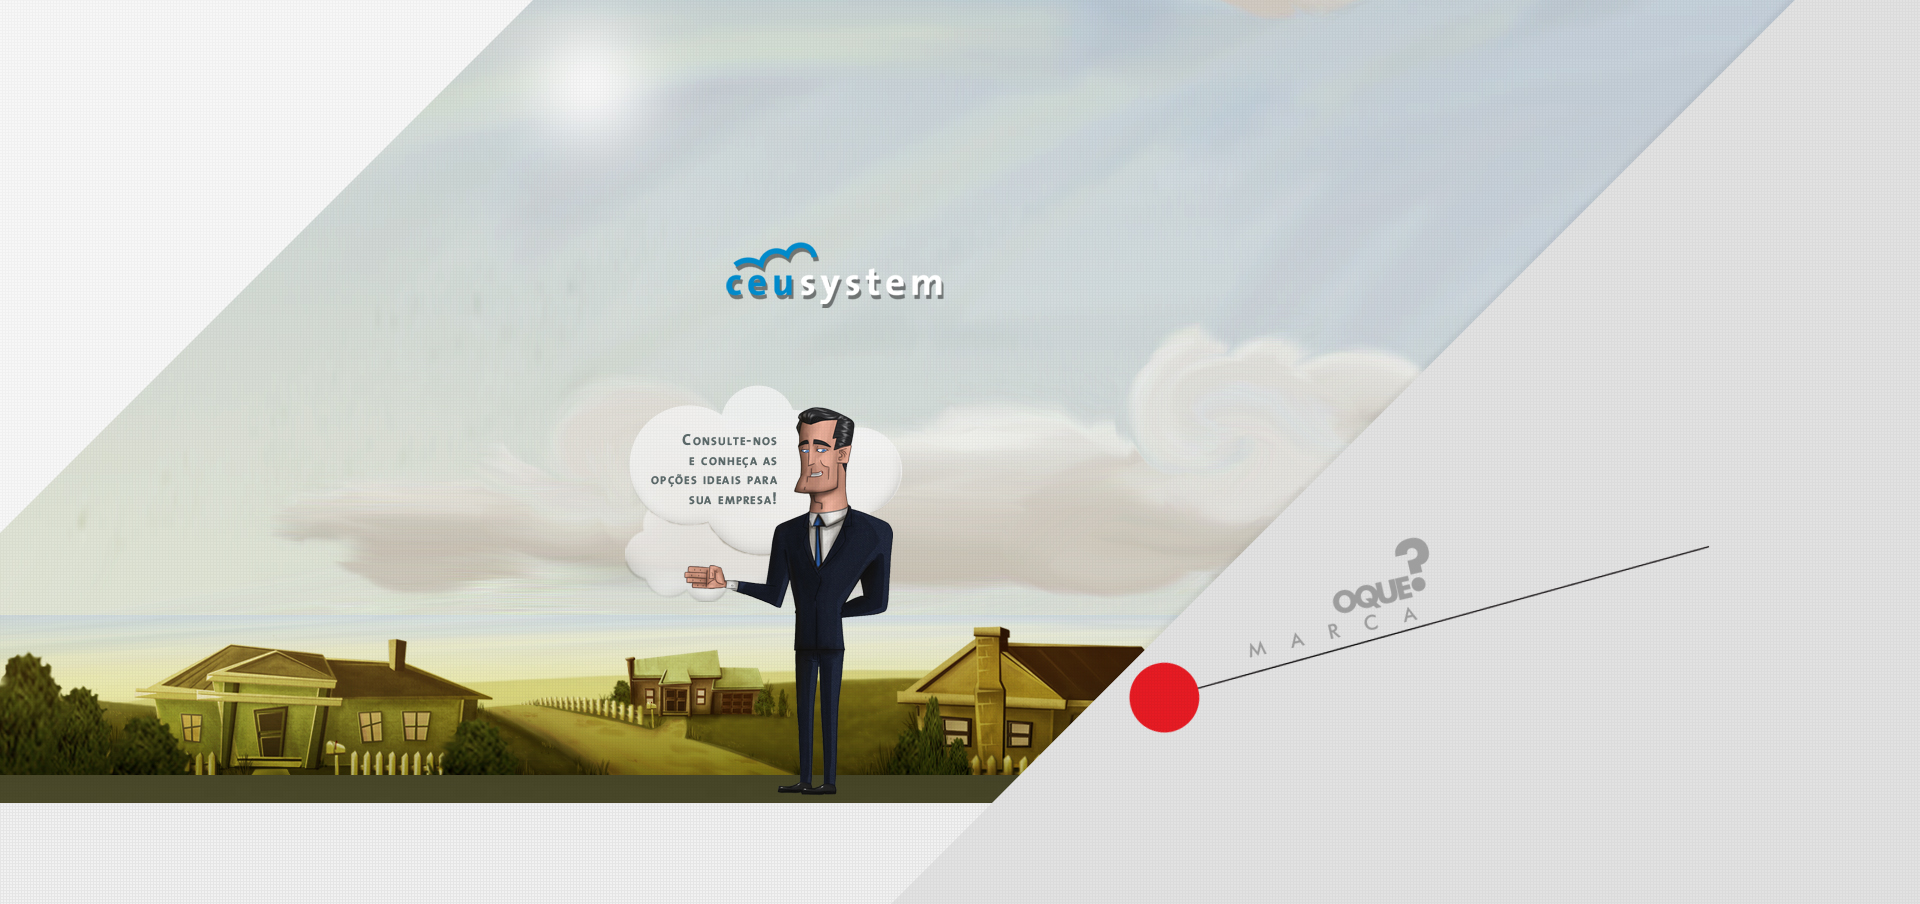 ceusystem
Consulte-nos
e conheça as
opções ideais para
sua empresa!
OQUE?
MARCA